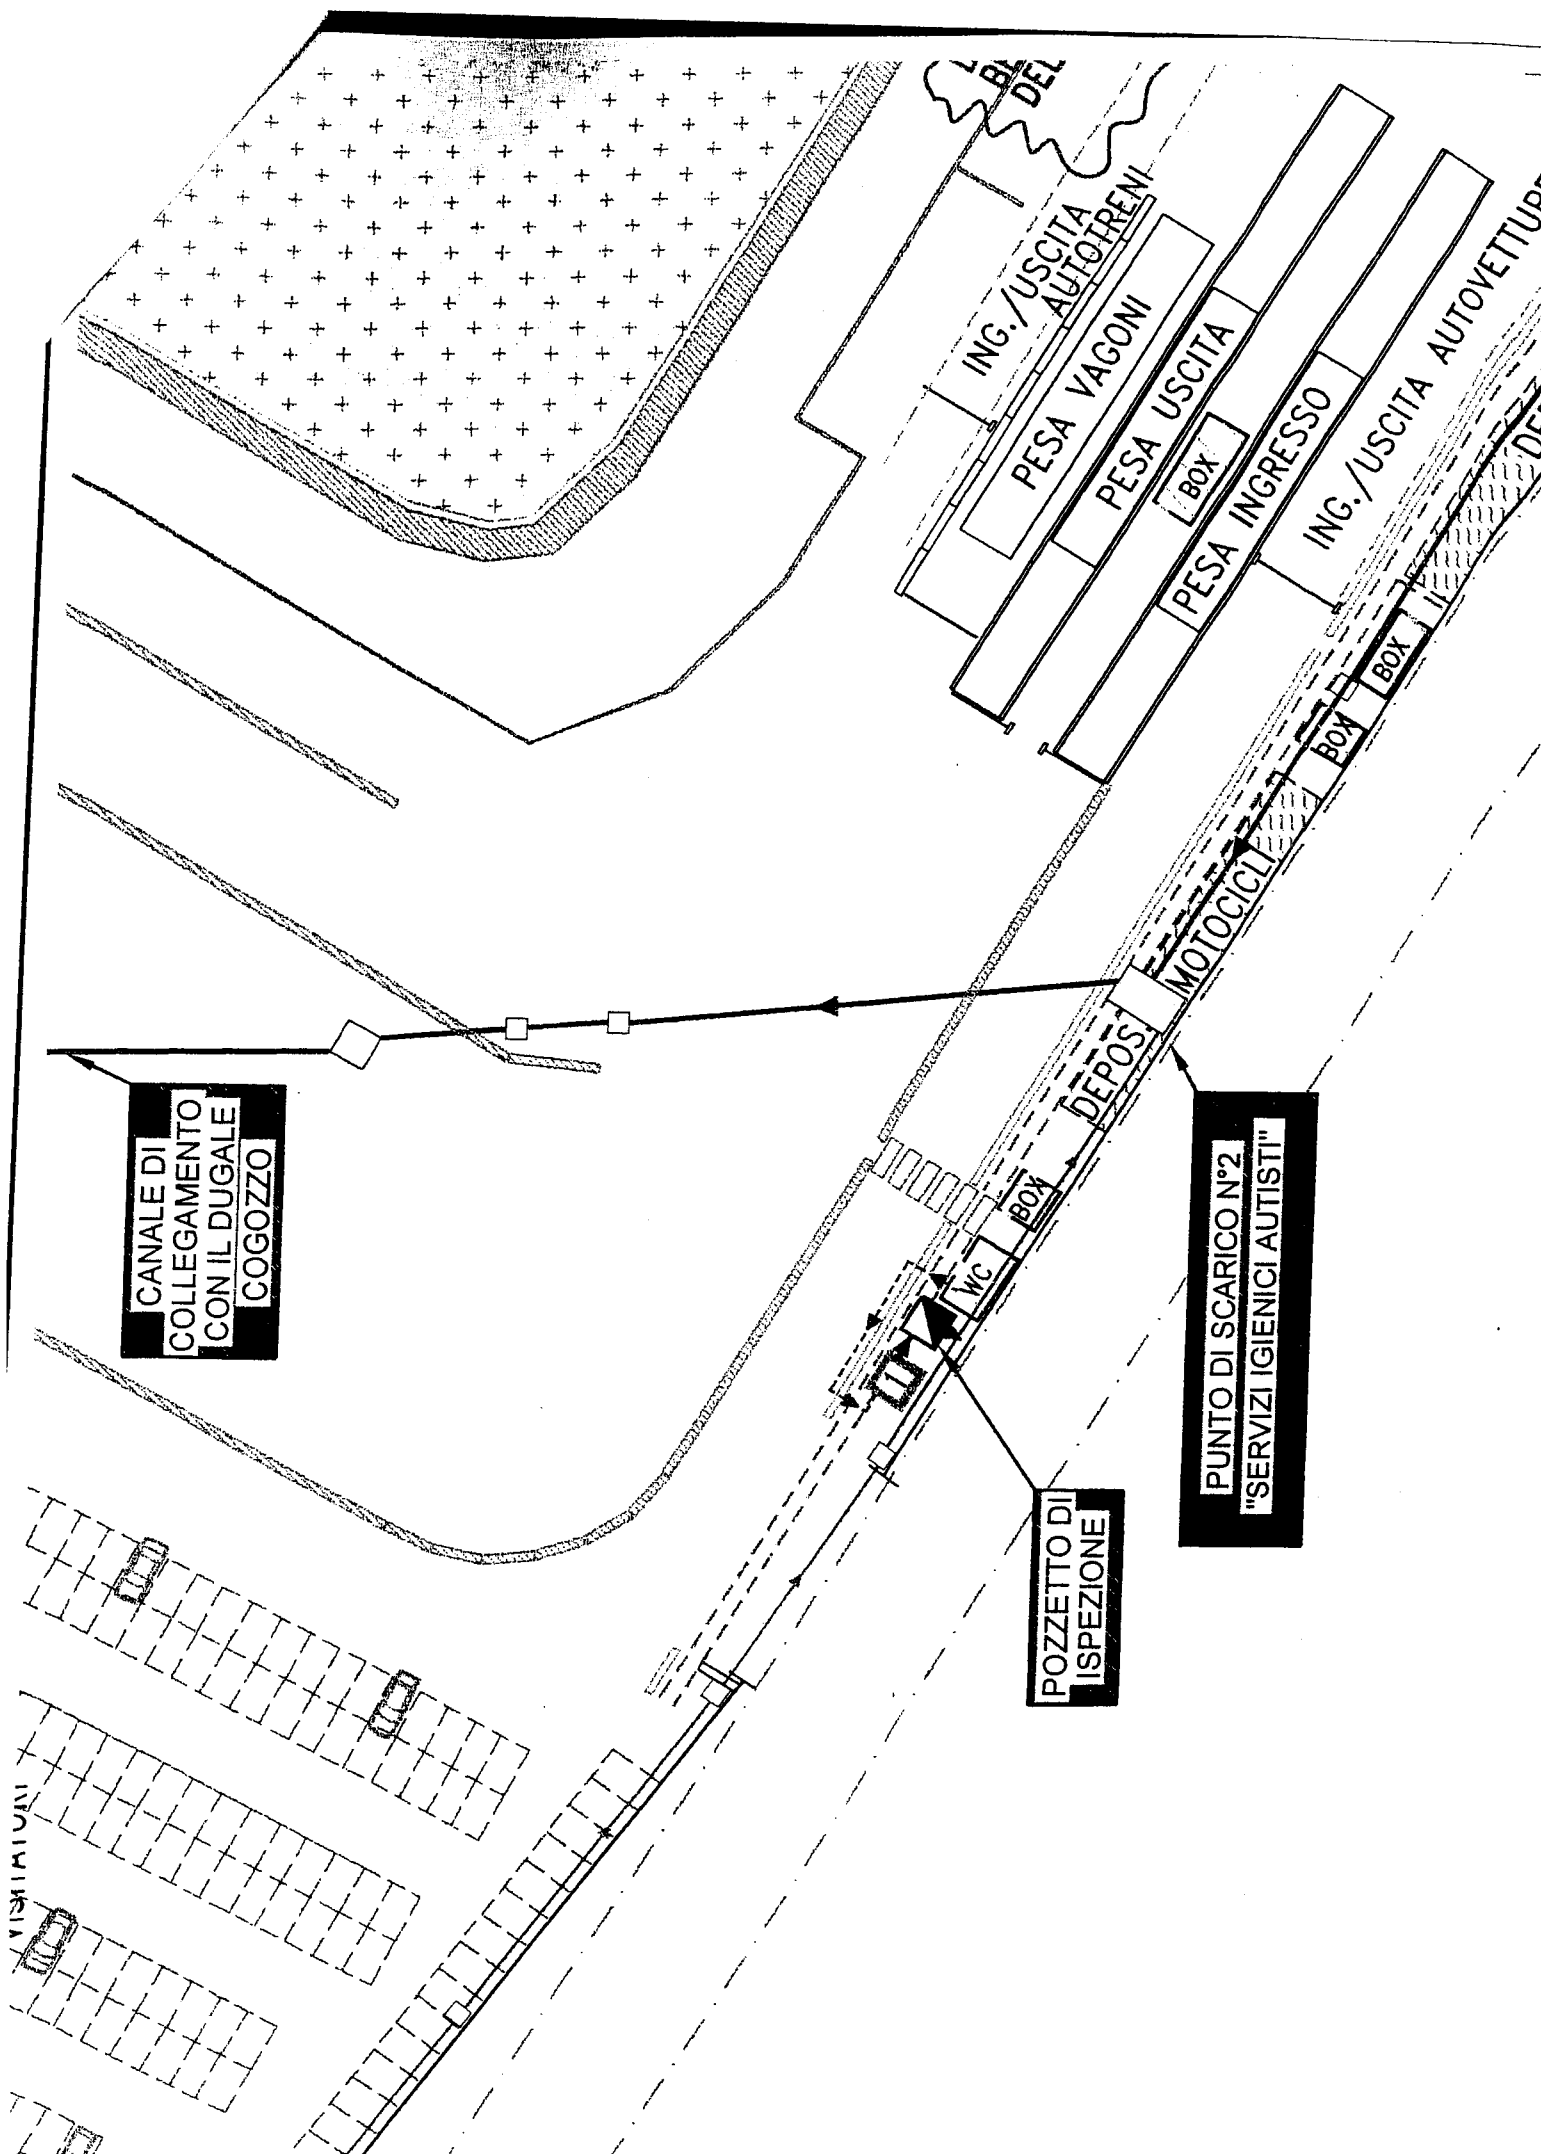 CANALE DI
COLLEGAMENTO
CON IL DUGALE
COGOZZO
ING./USCITA
AUTOTRENI
PESA VAGONI
PESA USCITA
BOX
PESA INGRESSO
ING./USCITA AUTOVETTURE
BOX
BOX
MOTOCICLI
DEPOS
BOX
WC
PUNTO DI SCARICO N°2
"SERVIZI IGIENICI AUTISTI"
POZZETTO DI
ISPEZIONE
VISITATORI